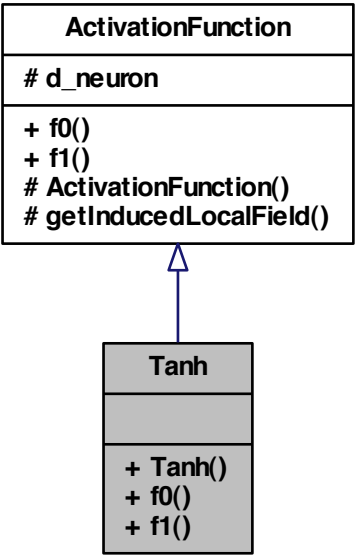 ActivationFunction
# d_neuron
+ f0()
+ f1()
# ActivationFunction()
# getInducedLocalField()
Tanh
+ Tanh()
+ f0()
+ f1()